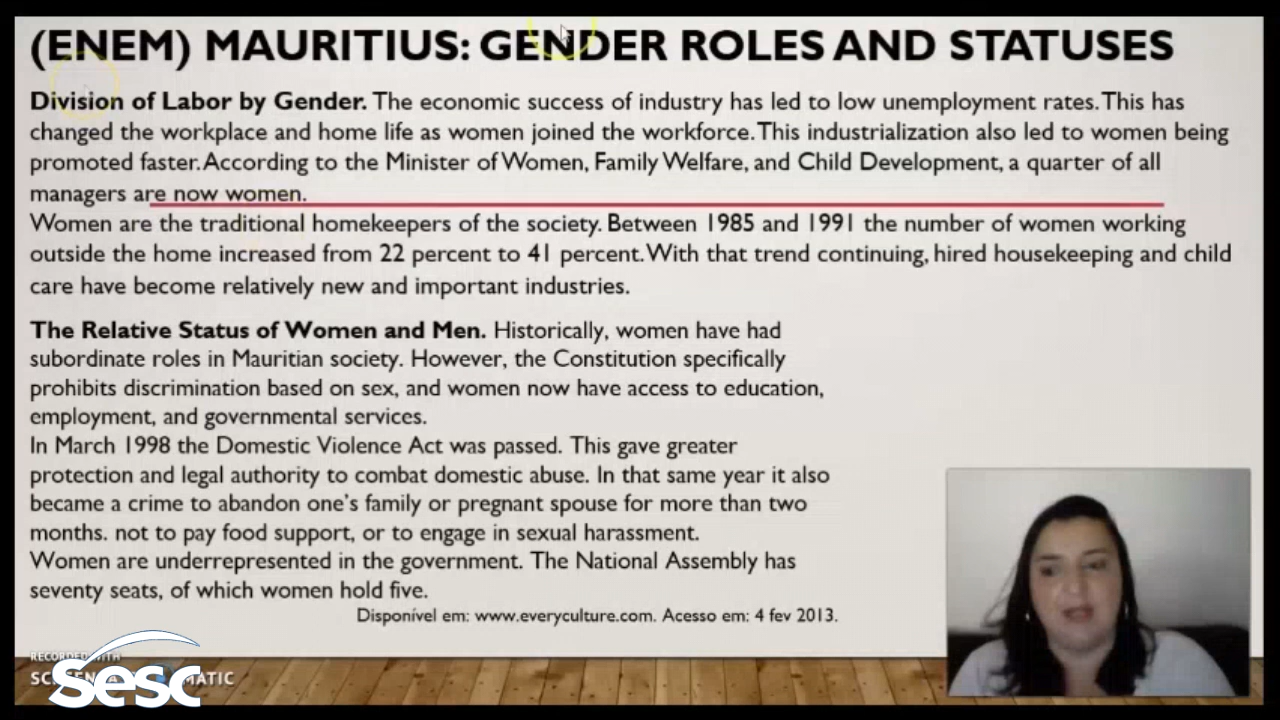 (ENEM) MAURITIUS: GENDER ROLES AND STATUSES
Division of Labor by Gender. The economic success of industry has led to low unemployment rates. This has
changed the workplace and home life as women joined the workforce. This industrialization also led to women being
promoted faster. According to the Minister of Women, Family Welfare, and Child Development, a quarter of all
managers are now women.
Women are the traditional homekeepers of the society. Between 1985 and 1991 the number of women working
outside the home increased from 22 percent to 41 percent. With that trend continuing, hired housekeeping and child
care have become relatively new and important industries.
The Relative Status of Women and Men. Historically, women have had
subordinate roles in Mauritian society. However, the Constitution specifically
prohibits discrimination based on sex, and women now have access to education,
employment, and governmental services.
In March 1998 the Domestic Violence Act was passed. This gave greater
protection and legal authority to combat domestic abuse. In that same year it also
became a crime to abandon one's family or pregnant spouse for more than two
months. not to pay food support, or to engage in sexual harassment.
Women are underrepresented in the government. The National Assembly has
seventy seats, of which women hold five.
Disponível em: www.everyculture.com. Acesso em: 4 fev 2013.
RECORDED WITH
sesc